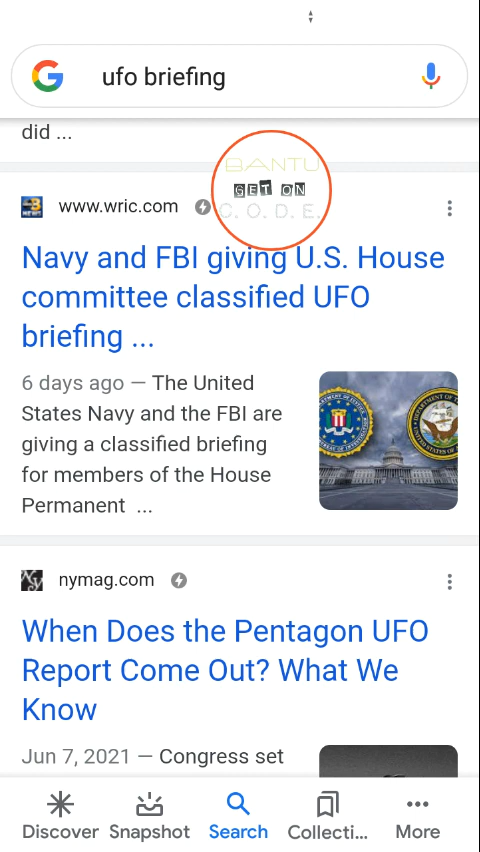 ufo briefing
did ...
BANTU
GET ON
C. O. D. E.
www.wric.com
Navy and FBI giving U.S. House
committee classified UFO
briefing ...
6 days ago — The United
States Navy and the FBI are
giving a classified briefing
for members of the House
Permanent ...
nymag.com
When Does the Pentagon UFO
Report Come Out? What We
Know
Jun 7, 2021 — Congress set
Discover Snapshot Search Collecti... More